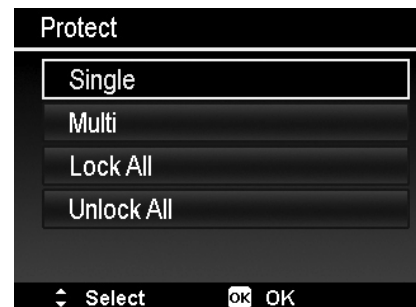 Protect
Single
Multi
Lock All
Unlock All
Select OK OK